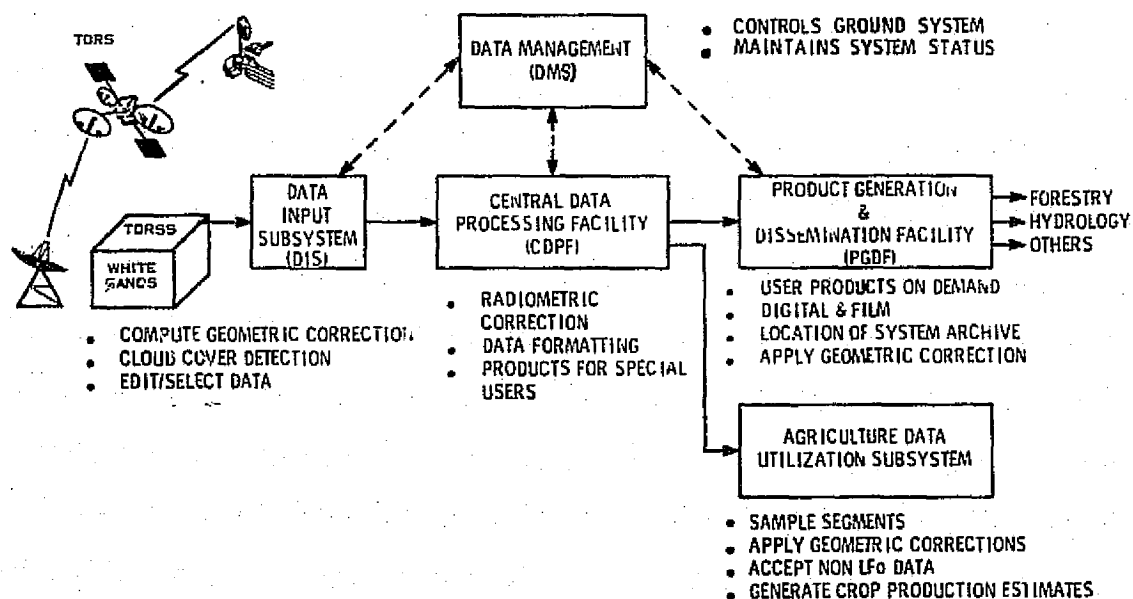 TDRS
DATA MANAGEMENT
(DMS)
• CONTROLS GROUND SYSTEM
• MAINTAINS SYSTEM STATUS
TDRSS
WHITE
SANDS
DATA
INPUT
SUBSYSTEM
(DIS)
CENTRAL DATA
PROCESSING FACILITY
(CDPF)
PRODUCT GENERATION
&
DISSEMINATION FACILITY
(PGDF)
FORESTRY
HYDROLOGY
OTHERS
• COMPUTE GEOMETRIC CORRECTION
• CLOUD COVER DETECTION
• EDIT/SELECT DATA
• RADIOMETRIC
CORRECTION
• DATA FORMATTING
• PRODUCTS FOR SPECIAL
USERS
• USER PRODUCTS ON DEMAND
• DIGITAL & FILM
• LOCATION OF SYSTEM ARCHIVE
• APPLY GEOMETRIC CORRECTION
AGRICULTURE DATA
UTILIZATION SUBSYSTEM
• SAMPLE SEGMENTS
• APPLY GEOMETRIC CORRECTIONS
• ACCEPT NON LFO DATA
• GENERATE CROP PRODUCTION ESTIMATES